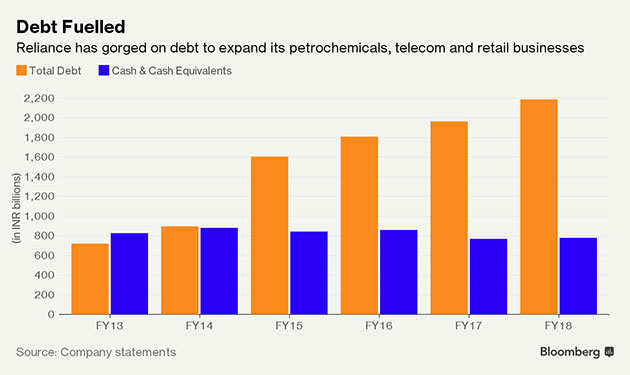 Debt Fuelled
Reliance has gorged on debt to expand its petrochemicals, telecom and retail businesses
Total Debt Cash & Cash Equivalents
(in INR billions)
2,200
2,000
1,800
1,600
1,400
1,200
1,000
800
600
400
200
0
FY13 FY14 FY15 FY16 FY17 FY18
Source: Company statements
Bloomberg